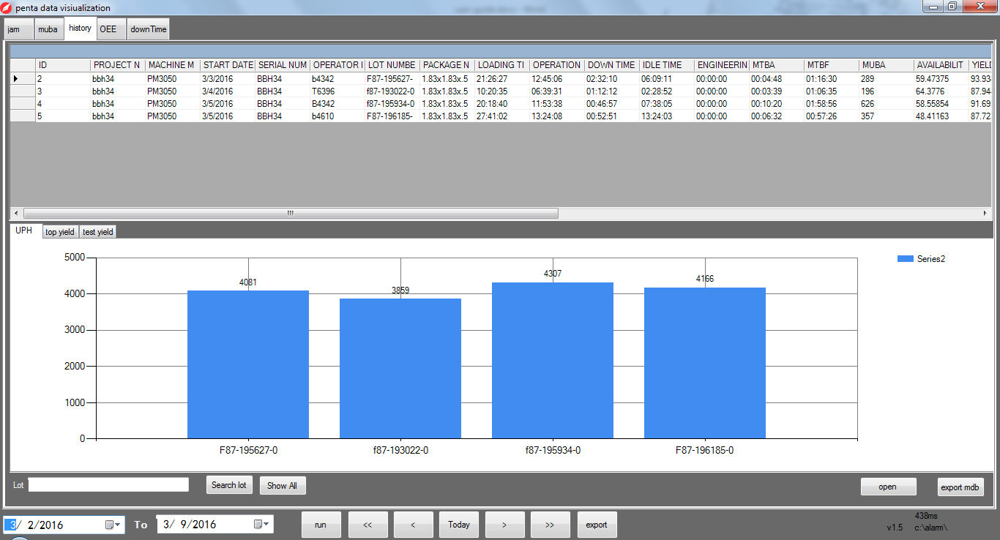 penta data visiualization
jam muba history OEE downTime
ID PROJECT N MACHINE M START DATE SERIAL NUM OPERATOR I LOT NUMBE PACKAGE N LOADING TI OPERATION DOWN TIME IDLE TIME ENGINEERIN MTBA MTBF MUBA AVAILABILIT YIELD
2 bbh34 PM3050 3/3/2016 BBH34 b4342 F87-195627- 1.83x1.83x.5 21:26:27 12:45:06 02:32:10 06:09:11 00:00:00 00:04:48 01:16:30 289 59.47375 93.934
3 bbh34 PM3050 3/4/2016 BBH34 T6396 f87-193022-0 1.83x1.83x.5 10:20:35 06:39:31 01:12:12 02:28:52 00:00:00 00:03:39 01:06:35 196 64.3776 87.944
4 bbh34 PM3050 3/5/2016 BBH34 B4342 f87-195934-0 1.83x1.83x.5 20:18:40 11:53:38 00:46:57 07:38:05 00:00:00 00:10:20 01:58:56 626 58.55854 91.695
5 bbh34 PM3050 3/5/2016 BBH34 b4610 F87-196185- 1.83x1.83x.5 27:41:02 13:24:08 00:52:51 13:24:03 00:00:00 00:06:32 00:57:26 357 48.41163 87.723
UPH top yield test yield
5000
4000
3000
2000
1000
0
4081 3859 4307 4166
F87-195627-0 f87-193022-0 f87-195934-0 F87-196185-0
Series2
Lot Search lot Show All open export mdb
3/ 2/2016 To 3/ 9/2016 run << < Today > >> export
438ms
v1.5 c:\alarm\